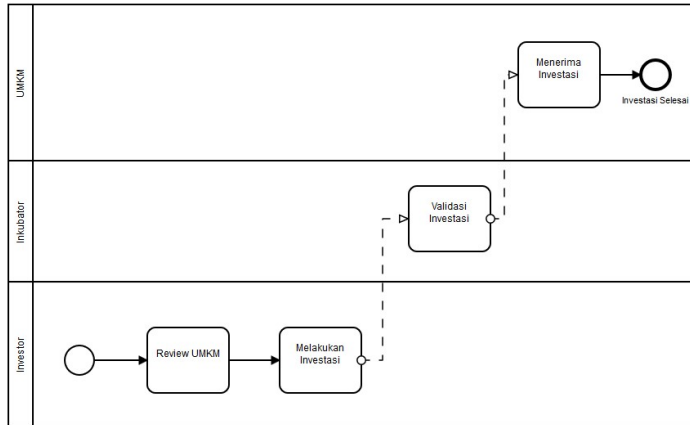 UMKM
Menerima
Investasi
Investasi Selesai
Inkubator
Validasi
Investasi
Investor
Review UMKM
Melakukan
Investasi